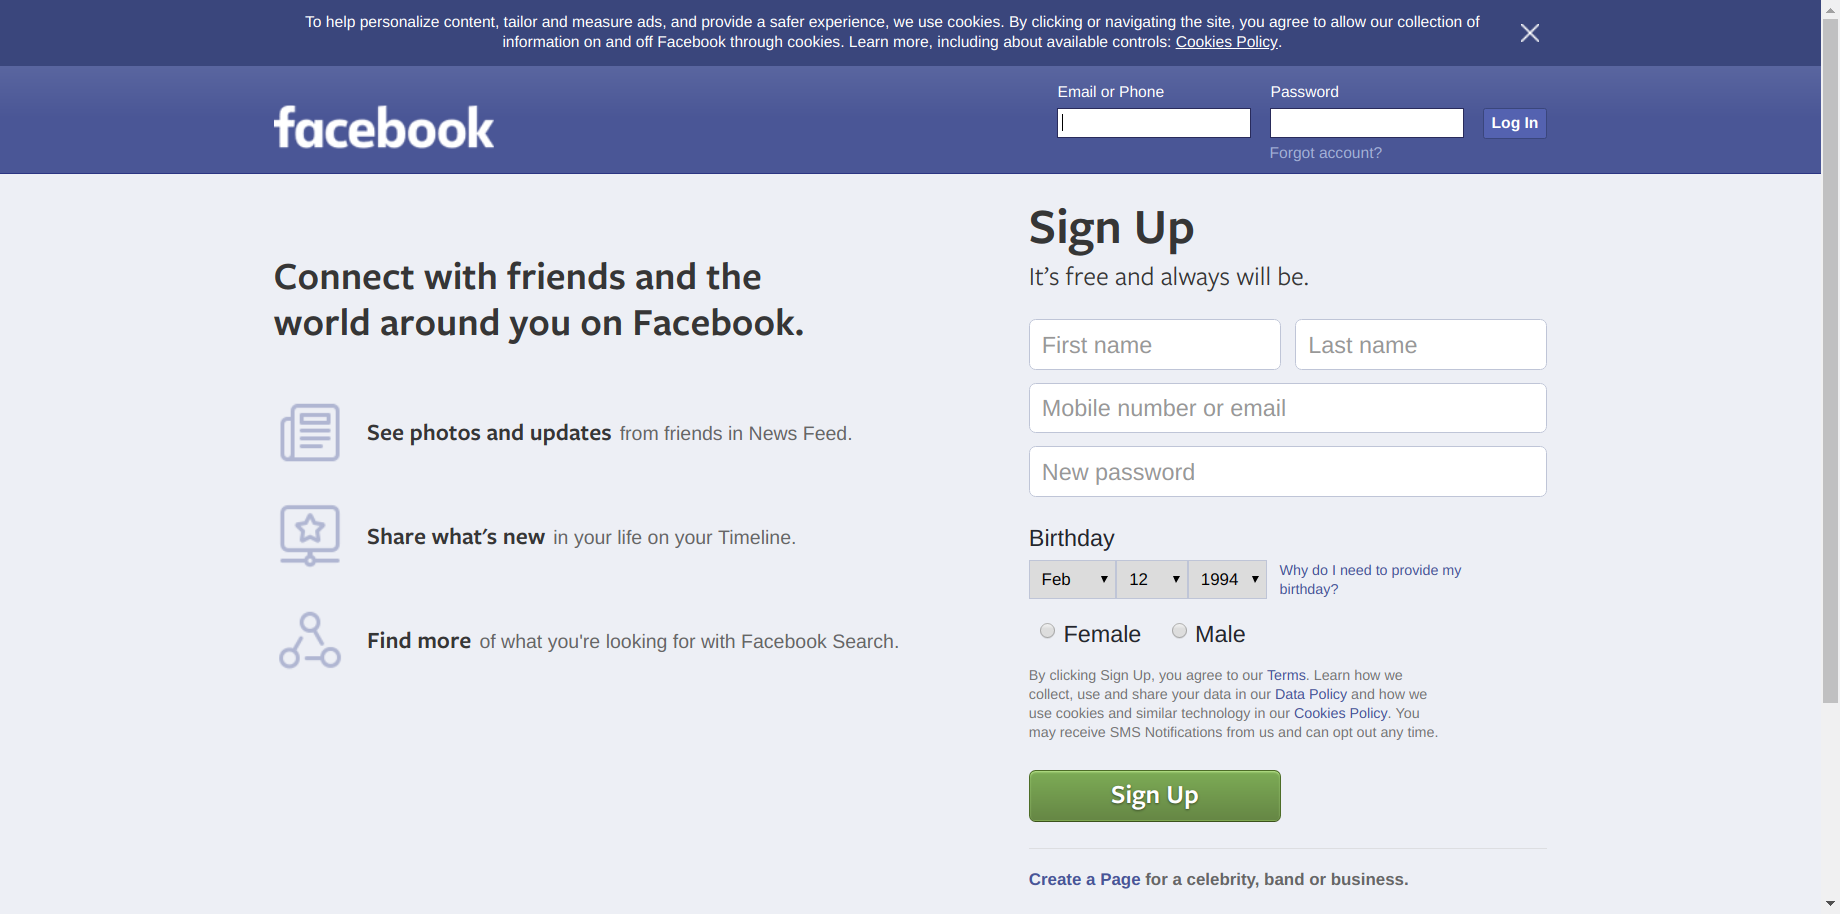 To help personalize content, tailor and measure ads, and provide a safer experience, we use cookies. By clicking or navigating the site, you agree to allow our collection of
information on and off Facebook through cookies. Learn more, including about available controls: Cookies Policy.
facebook
Email or Phone
Password
Log In
Forgot account?
Connect with friends and the
world around you on Facebook.
See photos and updates from friends in News Feed.
Share what's new in your life on your Timeline.
Find more of what you're looking for with Facebook Search.
Sign Up
It's free and always will be.
First name
Last name
Mobile number or email
New password
Birthday
Feb 12 1994
Why do I need to provide my
birthday?
Female Male
By clicking Sign Up, you agree to our Terms. Learn how we
collect, use and share your data in our Data Policy and how we
use cookies and similar technology in our Cookies Policy. You
may receive SMS Notifications from us and can opt out any time.
Sign Up
Create a Page for a celebrity, band or business.